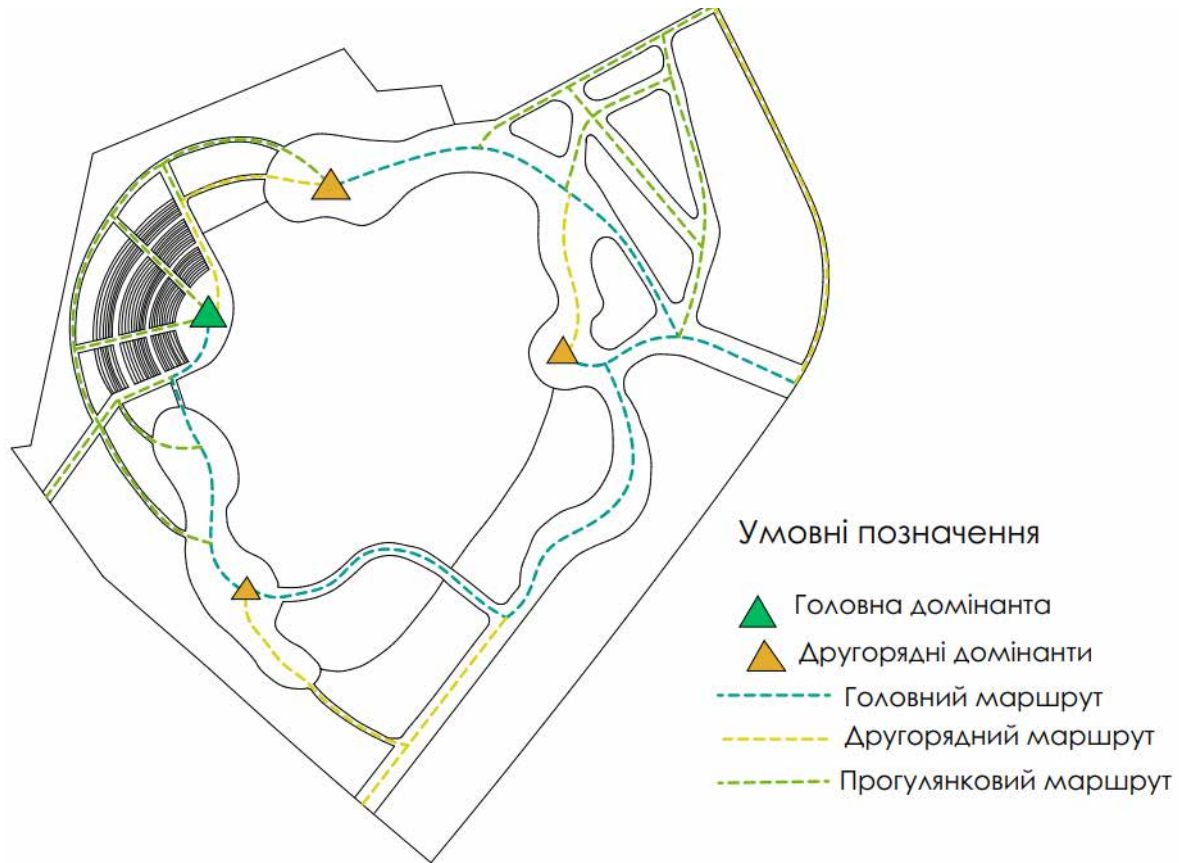 Умовні позначення
Головна домінанта
Другорядні домінанти
Головний маршрут
Другорядний маршрут
Прогулянковий маршрут